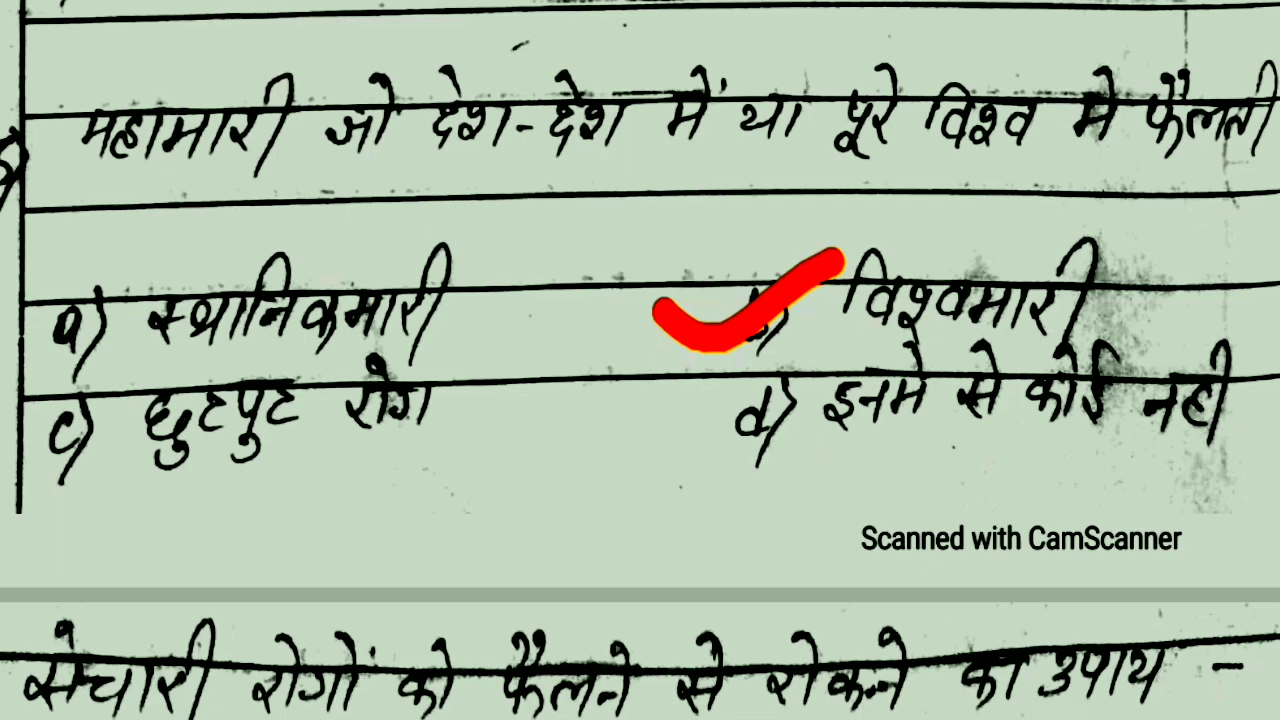 महामारी जो देश-देश में या पूरे विश्व मे फैलती
a) स्थानिकमारी b) विश्वमारी
c) छुटपुट रोग d) इनमे से कोई नही
Scanned with CamScanner
संचारी रोगों को फैलने से रोकने का उपाय -